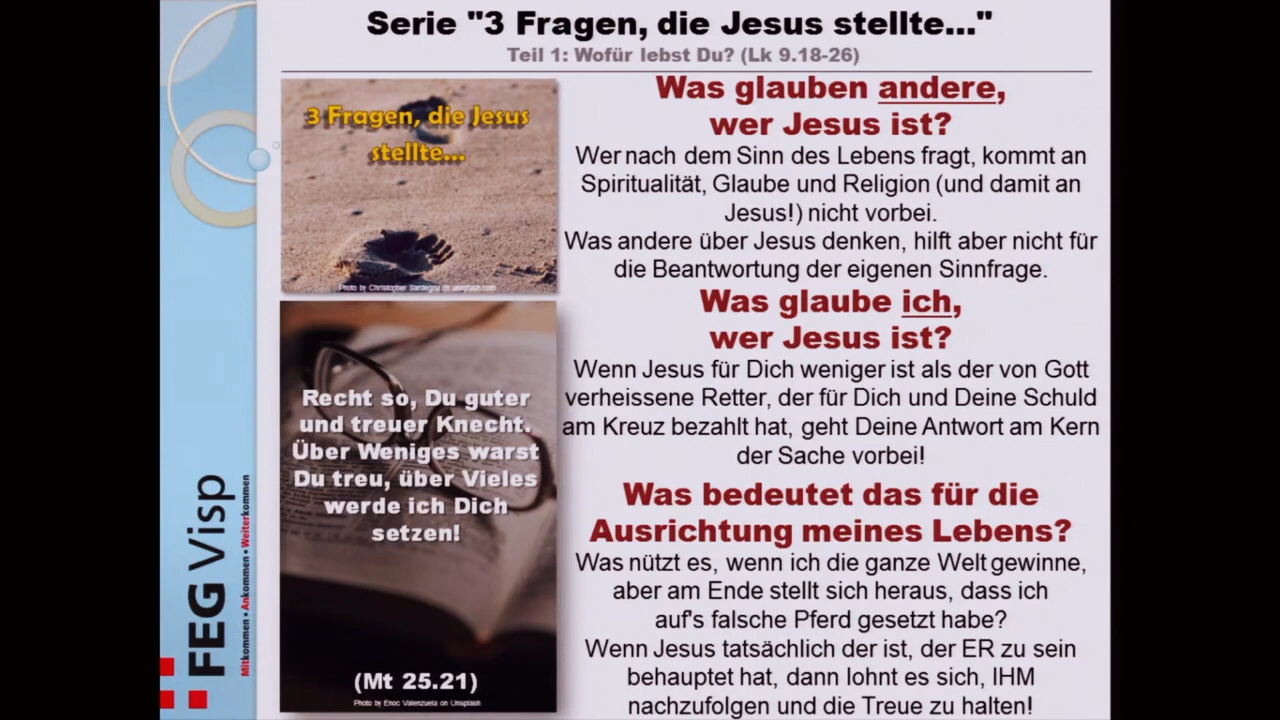 Serie "3 Fragen, die Jesus stellte..."
Teil 1: Wofür lebst Du? (Lk 9.18-26)
3 Fragen, die Jesus
stellte...
Photo by Christopher Sardegna on unsplash.com
Recht so, Du guter
und treuer Knecht.
Über Weniges warst
Du treu, über Vieles
werde ich Dich
setzen!
(Mt 25.21)
Photo by Enoc Valenzuela on Unsplash
Was glauben andere,
wer Jesus ist?
Wer nach dem Sinn des Lebens fragt, kommt an
Spiritualität, Glaube und Religion (und damit an
Jesus!) nicht vorbei.
Was andere über Jesus denken, hilft aber nicht für
die Beantwortung der eigenen Sinnfrage.
Was glaube ich,
wer Jesus ist?
Wenn Jesus für Dich weniger ist als der von Gott
verheissene Retter, der für Dich und Deine Schuld
am Kreuz bezahlt hat, geht Deine Antwort am Kern
der Sache vorbei!
Was bedeutet das für die
Ausrichtung meines Lebens?
Was nützt es, wenn ich die ganze Welt gewinne,
aber am Ende stellt sich heraus, dass ich
auf's falsche Pferd gesetzt habe?
Wenn Jesus tatsächlich der ist, der ER zu sein
behauptet hat, dann lohnt es sich, IHM
nachzufolgen und die Treue zu halten!
FEG Visp
Mitkommen • Ankommen • Weiterkommen